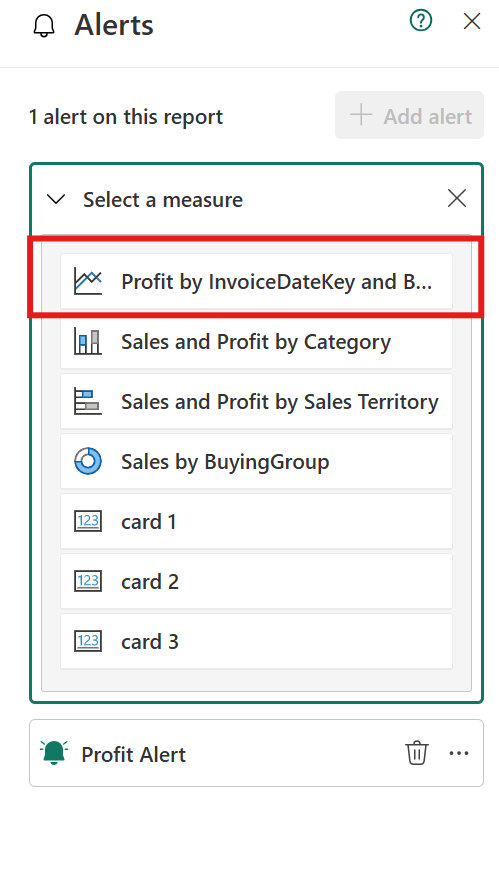 Alerts
1 alert on this report
Add alert
Select a measure
Profit by InvoiceDateKey and B...
Sales and Profit by Category
Sales and Profit by Sales Territory
Sales by BuyingGroup
123 card 1
123 card 2
123 card 3
Profit Alert